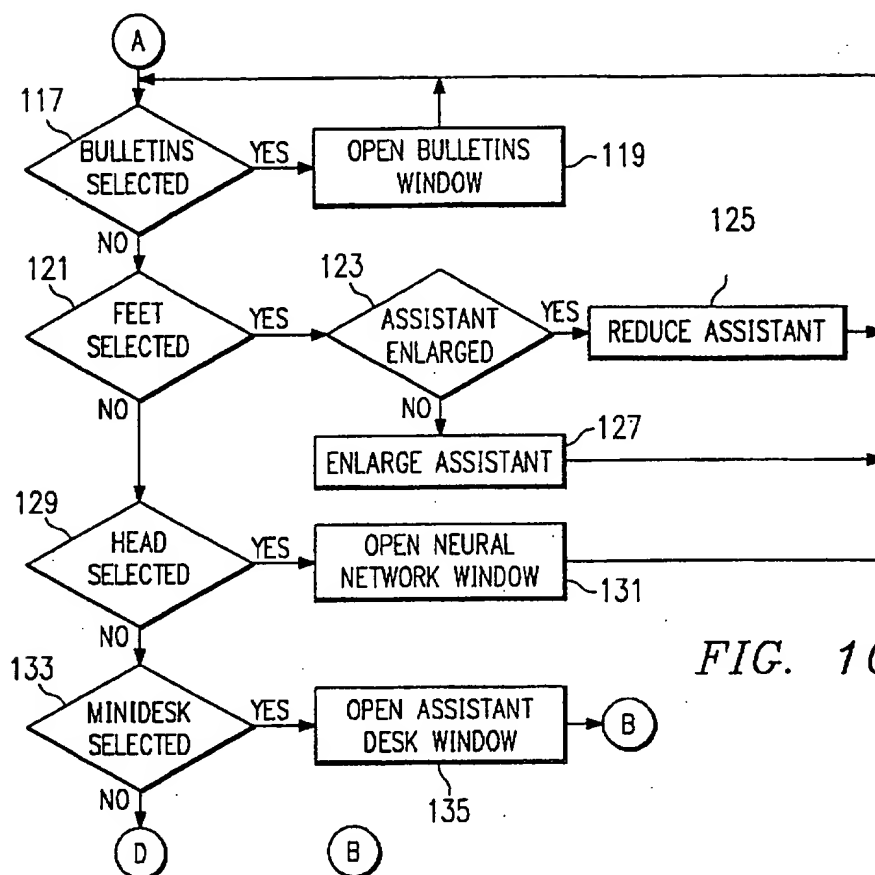 A
117
BULLETINS
SELECTED
YES
OPEN BULLETINS
WINDOW
119
NO
121
FEET
SELECTED
YES
123
ASSISTANT
ENLARGED
YES
125
REDUCE ASSISTANT
NO
NO
127
ENLARGE ASSISTANT
129
HEAD
SELECTED
YES
OPEN NEURAL
NETWORK WINDOW
131
NO
FIG. 10
133
MINIDESK
SELECTED
YES
OPEN ASSISTANT
DESK WINDOW
B
135
NO
D
B